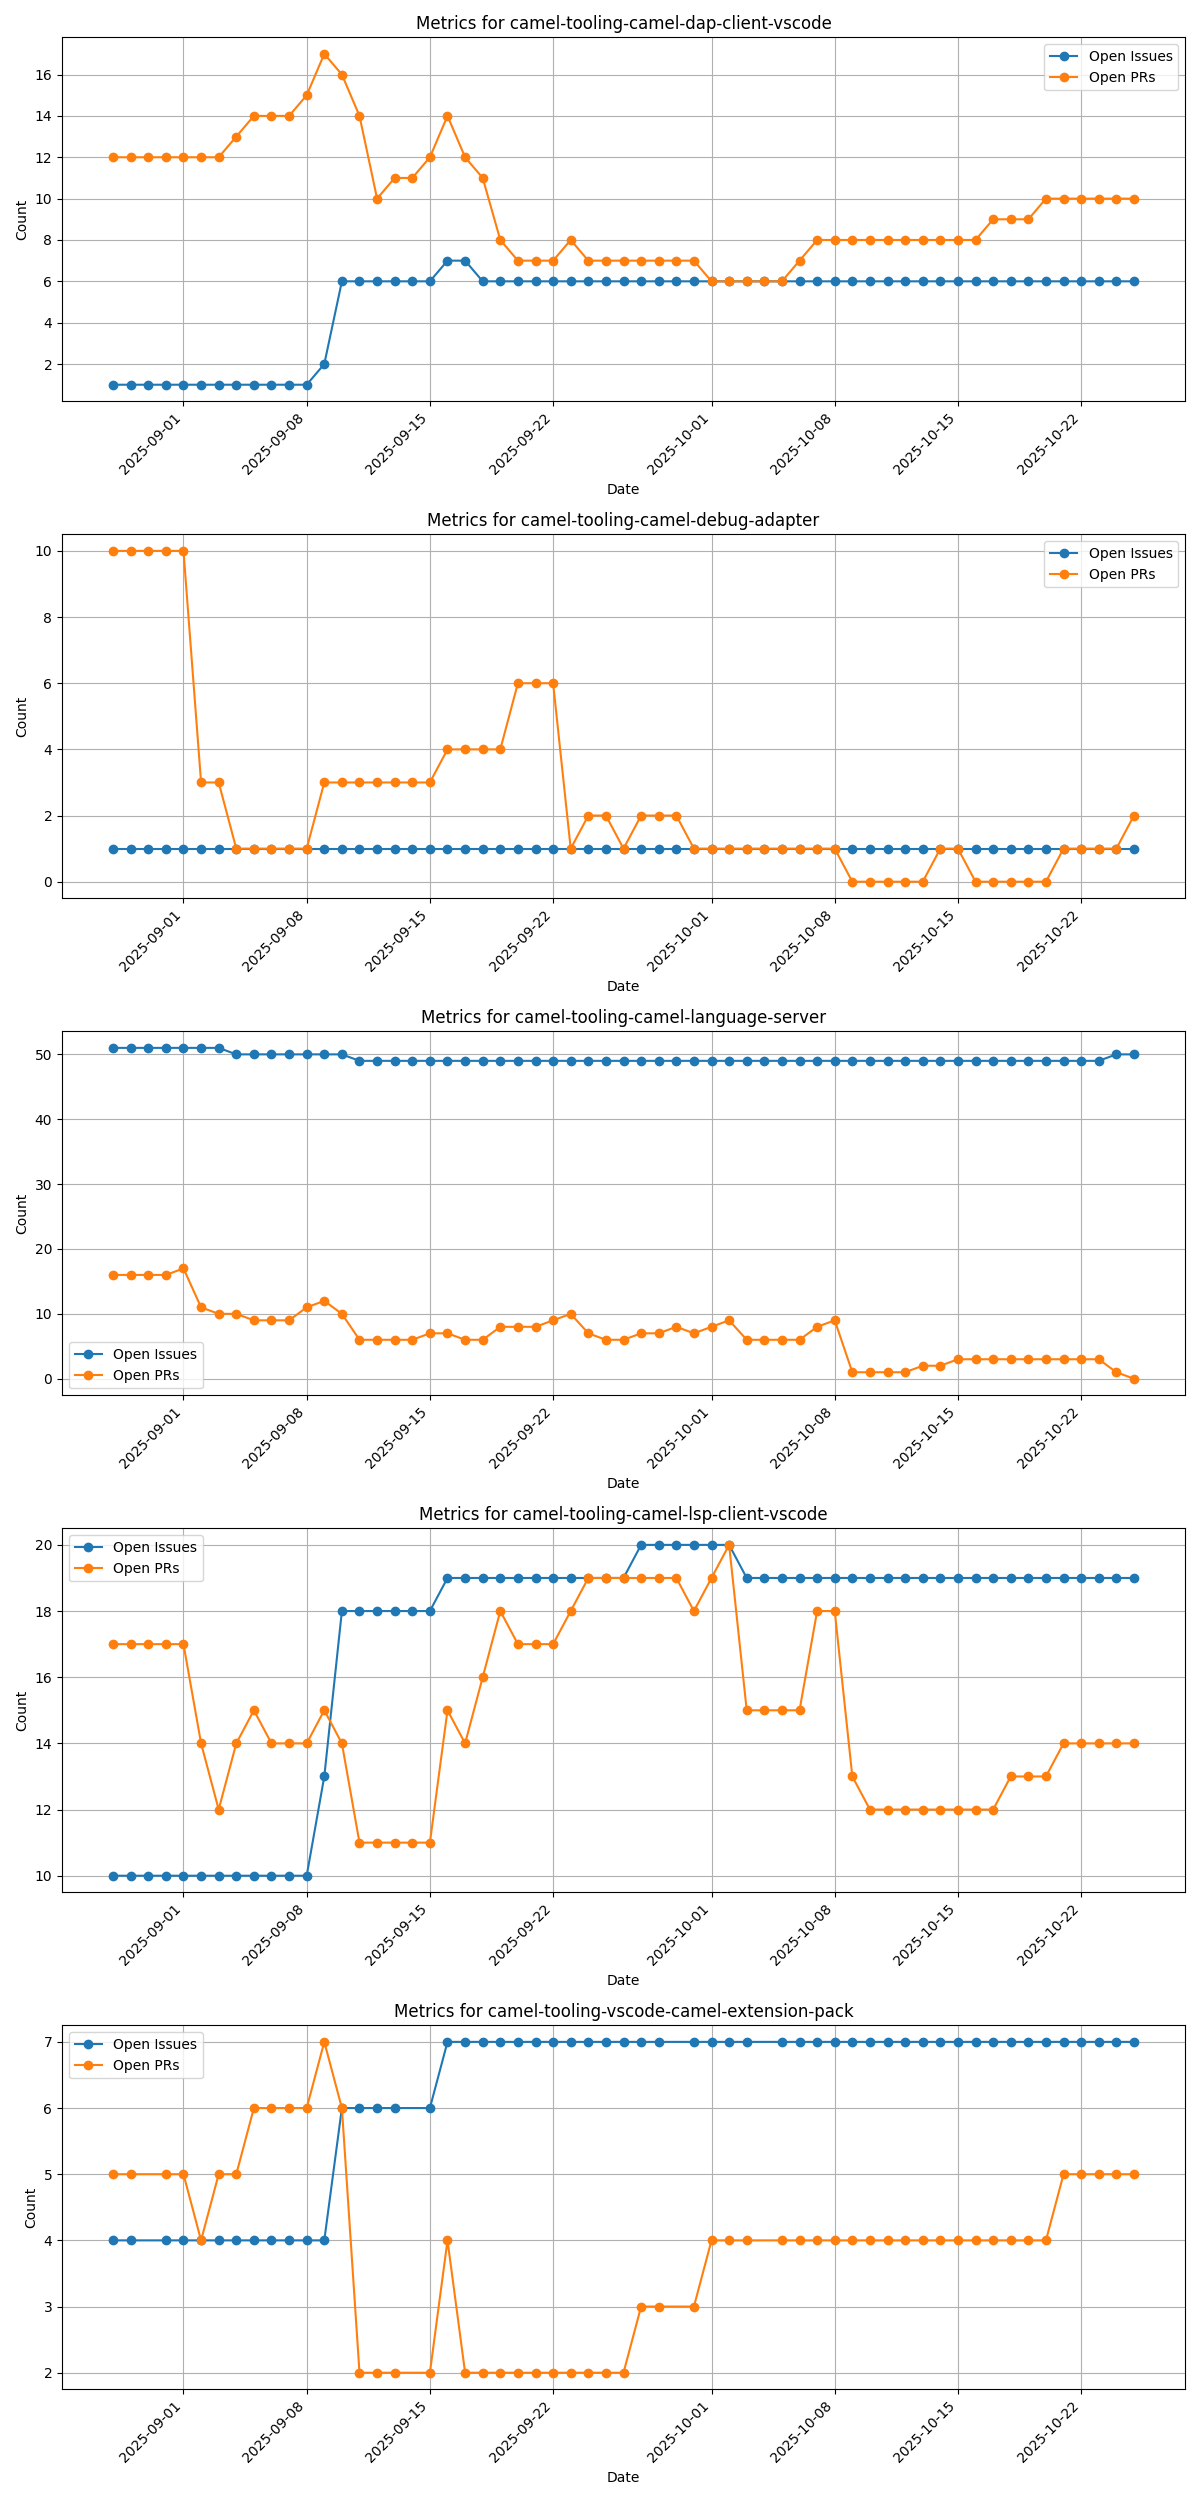 Metrics for camel-tooling-camel-dap-client-vscode
Open Issues
Open PRs
16
14
12
10
8
6
4
2
Count
2025-09-01
2025-09-08
2025-09-15
2025-09-22
2025-10-01
2025-10-08
2025-10-15
2025-10-22
Date
Metrics for camel-tooling-camel-debug-adapter
Open Issues
Open PRs
10
8
6
4
2
0
Count
2025-09-01
2025-09-08
2025-09-15
2025-09-22
2025-10-01
2025-10-08
2025-10-15
2025-10-22
Date
Metrics for camel-tooling-camel-language-server
50
40
30
20
10
0
Count
Open Issues
Open PRs
2025-09-01
2025-09-08
2025-09-15
2025-09-22
2025-10-01
2025-10-08
2025-10-15
2025-10-22
Date
Metrics for camel-tooling-camel-lsp-client-vscode
Open Issues
Open PRs
20
18
16
14
12
10
Count
2025-09-01
2025-09-08
2025-09-15
2025-09-22
2025-10-01
2025-10-08
2025-10-15
2025-10-22
Date
Metrics for camel-tooling-vscode-camel-extension-pack
Open Issues
Open PRs
7
6
5
4
3
2
Count
2025-09-01
2025-09-08
2025-09-15
2025-09-22
2025-10-01
2025-10-08
2025-10-15
2025-10-22
Date